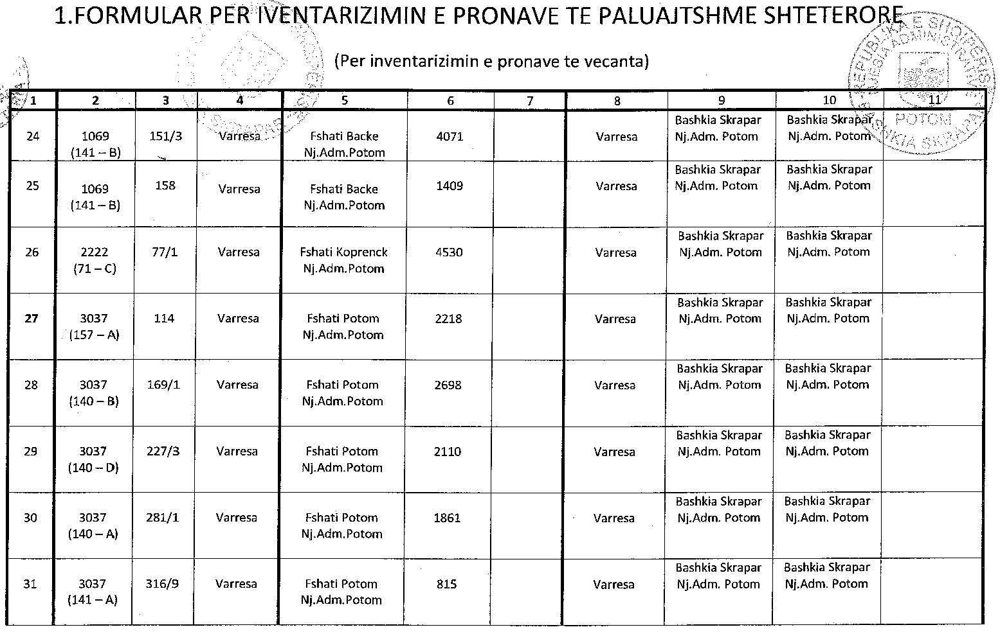 1.FORMULAR PER IVENTARIZIMIN E PRONAVE TE PALUAJTSHME SHTETERORE
(Per inventarizimin e pronave te vecanta)
REPUBLIKA E SHQIPERISE
BASHKIA SKRAPAR
POTOM
1 2 3 4 5 6 7 8 9 10 11
24 1069 151/3 Varresa Fshati Backe 4071 Varresa Bashkia Skrapar Bashkia Skrapar
(141 – B) Nj.Adm.Potom Nj.Adm. Potom Nj.Adm. Potom
25 1069 158 Varresa Fshati Backe 1409 Varresa Bashkia Skrapar Bashkia Skrapar
(141 – B) Nj.Adm.Potom Nj.Adm. Potom Nj.Adm. Potom
26 2222 77/1 Varresa Fshati Koprenck 4530 Varresa Bashkia Skrapar Bashkia Skrapar
(71 – C) Nj.Adm.Potom Nj.Adm. Potom Nj.Adm. Potom
27 3037 114 Varresa Fshati Potom 2218 Varresa Bashkia Skrapar Bashkia Skrapar
(157 – A) Nj.Adm.Potom Nj.Adm. Potom Nj.Adm. Potom
28 3037 169/1 Varresa Fshati Potom 2698 Varresa Bashkia Skrapar Bashkia Skrapar
(140 – B) Nj.Adm.Potom Nj.Adm. Potom Nj.Adm. Potom
29 3037 227/3 Varresa Fshati Potom 2110 Varresa Bashkia Skrapar Bashkia Skrapar
(140 – D) Nj.Adm.Potom Nj.Adm. Potom Nj.Adm. Potom
30 3037 281/1 Varresa Fshati Potom 1861 Varresa Bashkia Skrapar Bashkia Skrapar
(140 – A) Nj.Adm.Potom Nj.Adm. Potom Nj.Adm. Potom
31 3037 316/9 Varresa Fshati Potom 815 Varresa Bashkia Skrapar Bashkia Skrapar
(141 – A) Nj.Adm.Potom Nj.Adm. Potom Nj.Adm. Potom